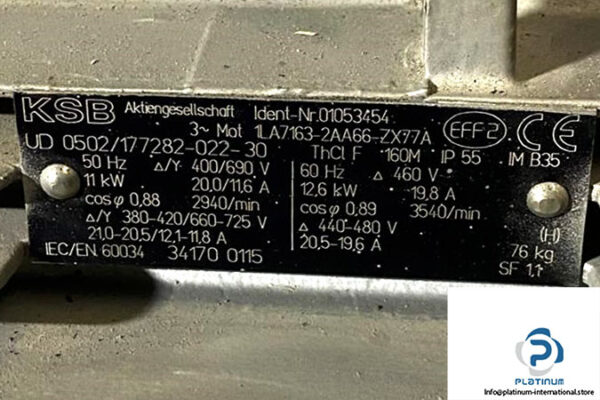 KSB Aktiengesellschaft Ident-Nr.01053454
3~ Mot 1LA7163-2AA66-ZX77A EFF2 CE
UD 0502/177282-022-30 ThCl F 160M IP 55 IM B35
50 Hz Δ/Y 400/690 V 60 Hz Δ 460 V
11 kW 20,0/11,6 A 12,6 kW 19,8 A
cosφ 0,88 2940/min cosφ 0,89 3540/min
Δ/Y 380-420/660-725 V Δ 440-480 V
21,0-20,5/12,1-11,8 A 20,5-19,6 A (H)
IEC/EN 60034 34170 0115 76 kg
SF 1,1
PLATINUM
https://platinum-international.store